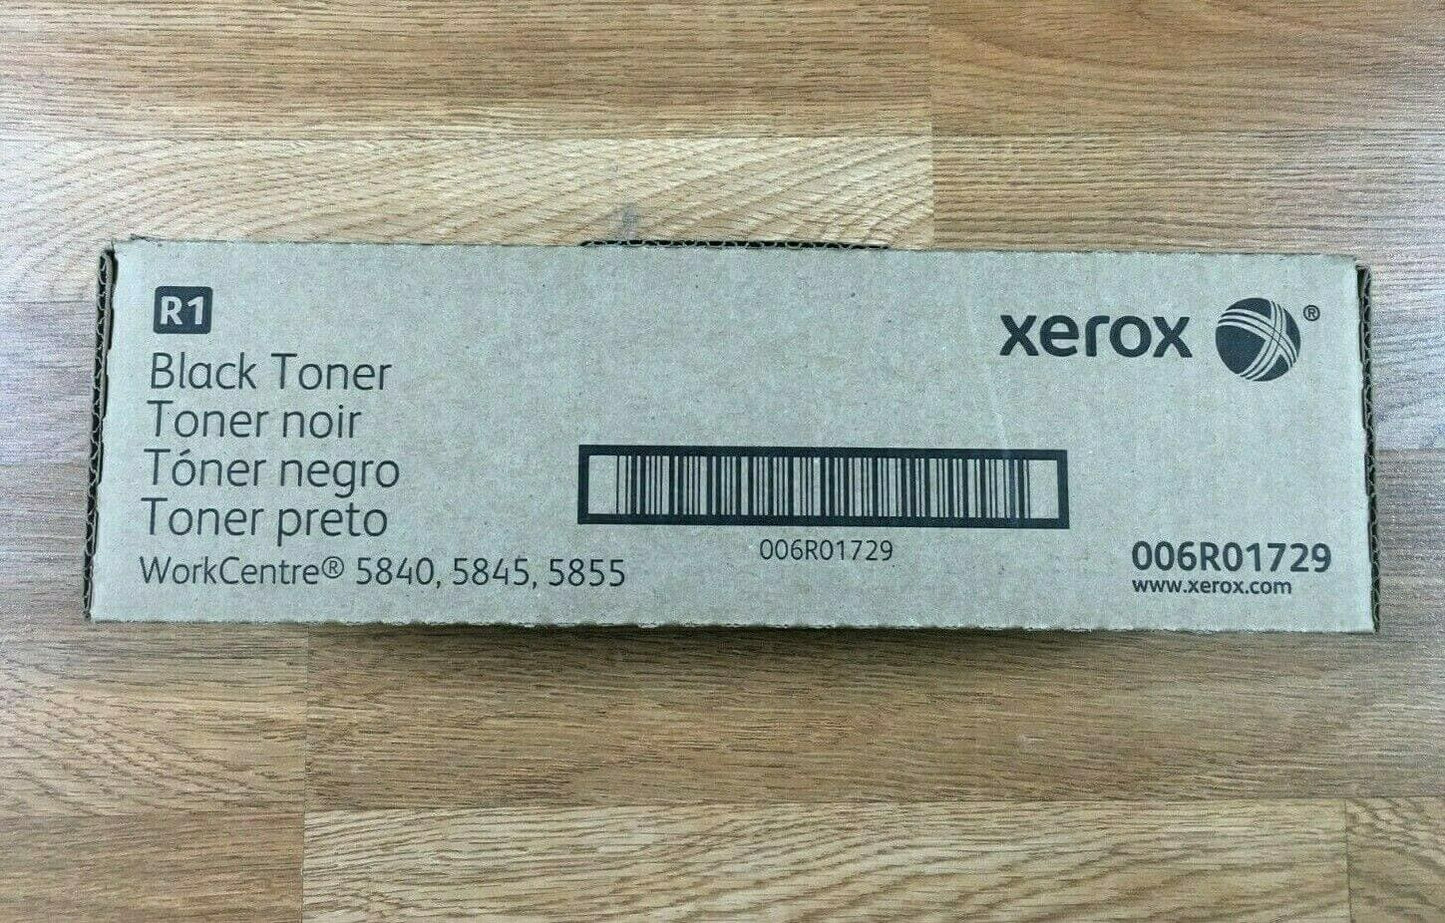 R1
Black Toner
Toner noir
Tóner negro
Toner preto
WorkCentre® 5840, 5845, 5855
006R01729
xerox ®
006R01729
www.xerox.com